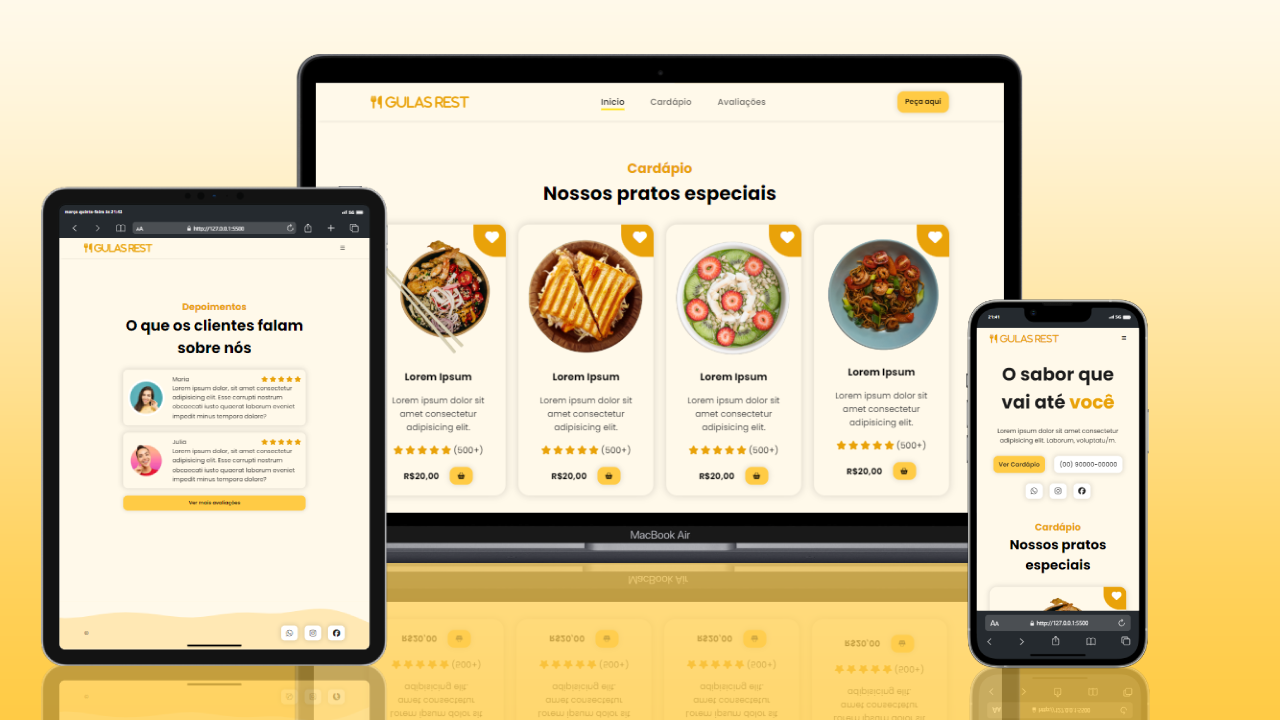 GULAS REST
Início
Cardápio
Avaliações
Peça aqui
Cardápio
Nossos pratos especiais
Lorem Ipsum
Lorem ipsum dolor sit
amet consectetur
adipisicing elit.
(500+)
R$20,00
Lorem Ipsum
Lorem ipsum dolor sit
amet consectetur
adipisicing elit.
(500+)
R$20,00
Lorem Ipsum
Lorem ipsum dolor sit
amet consectetur
adipisicing elit.
(500+)
R$20,00
Lorem Ipsum
Lorem ipsum dolor sit
amet consectetur
adipisicing elit.
(500+)
R$20,00
MacBook Air
5G
AA
http://127.0.0.1:5500
GULAS REST
Depoimentos
O que os clientes falam
sobre nós
Maria
Lorem ipsum dolor, sit amet consectetur
adipisicing elit. Esse corrupti nostrum
obcaecati iusto quaerat laborum eveniet
impedit minus tempora dolore?
Julia
Lorem ipsum dolor, sit amet consectetur
adipisicing elit. Esse corrupti nostrum
obcaecati iusto quaerat laborum eveniet
impedit minus tempora dolore?
Ver mais avaliações
©
21:41
5G
GULAS REST
O sabor que
vai até você
Lorem ipsum dolor sit amet consectetur
adipisicing elit. Laborum, voluptatum.
Ver Cardápio
(00) 90000-00000
Cardápio
Nossos pratos
especiais
AA
http://127.0.0.1:5500